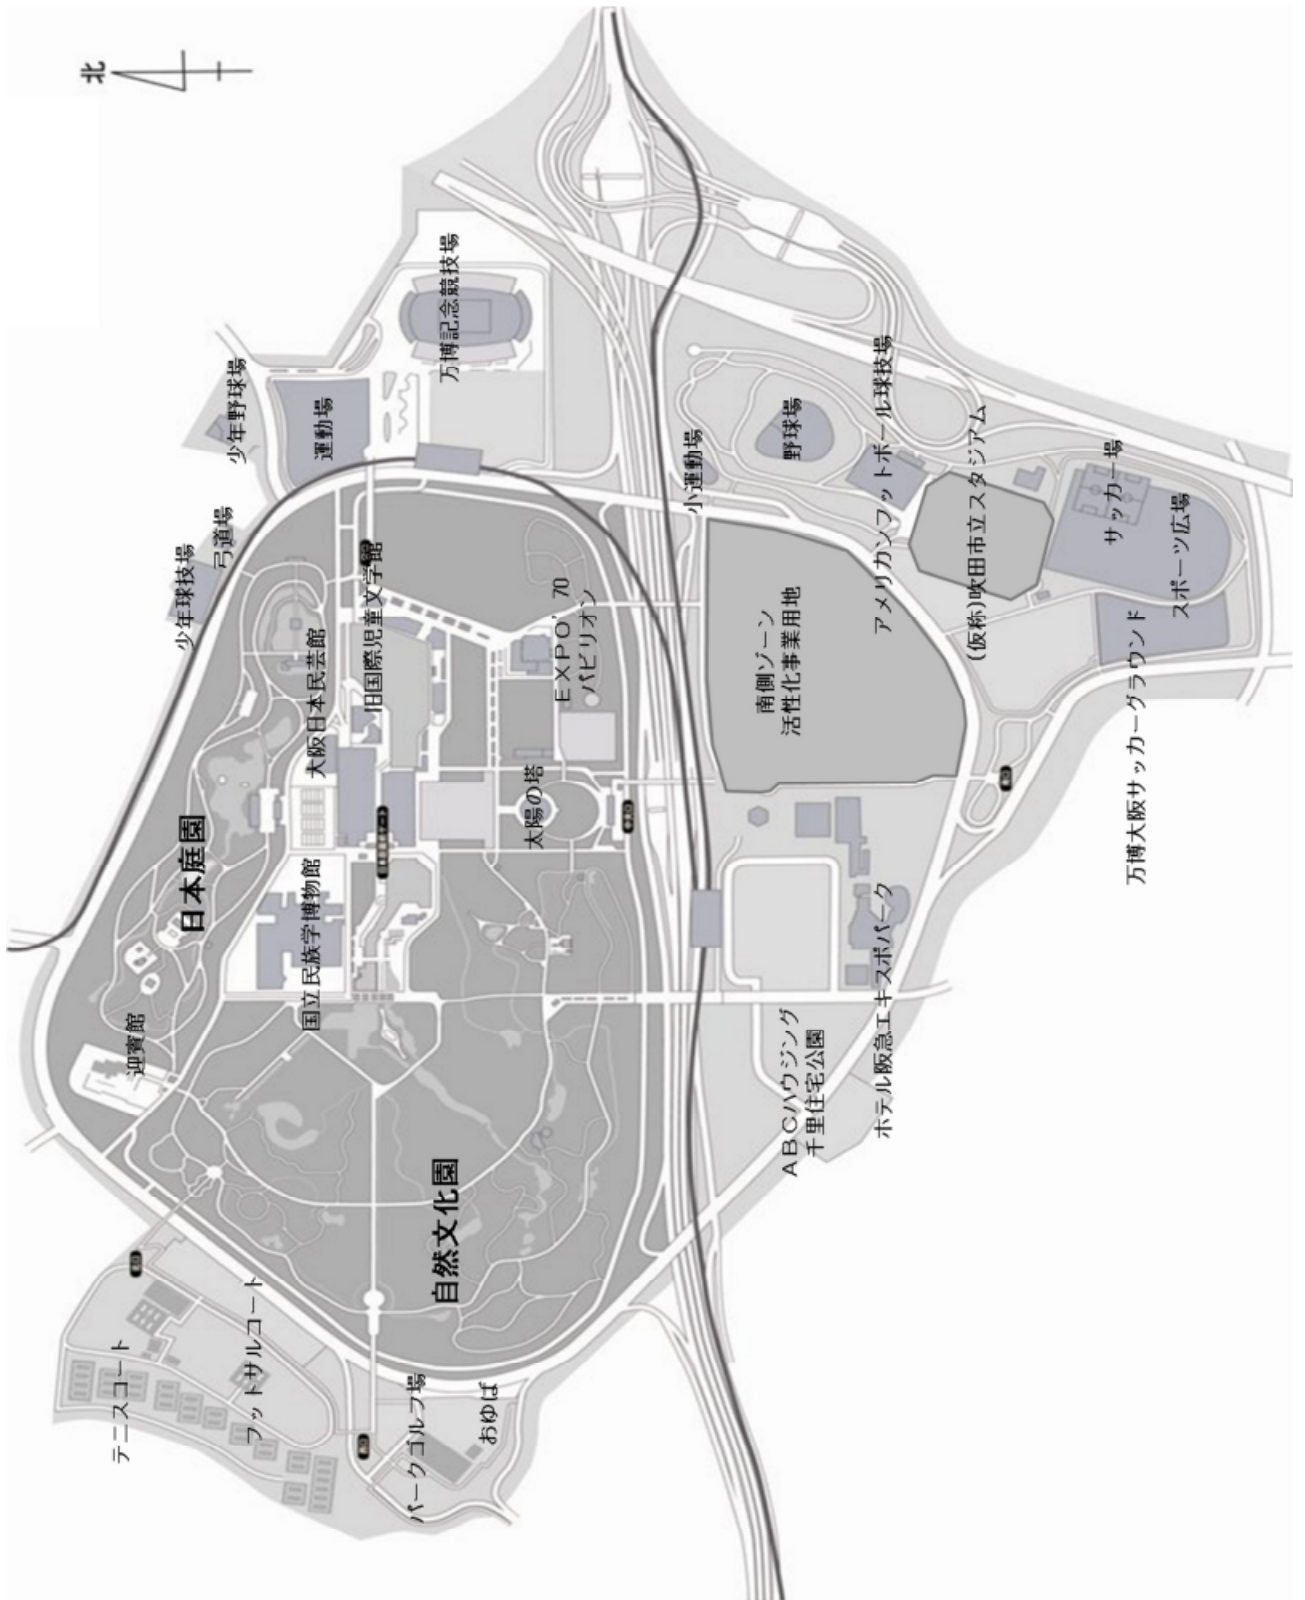 北
少年野球場
運動場
万博記念競技場
弓道場
少年球技場
日本庭園
大阪日本民芸館
旧国際児童文学館
EXPO'70
パビリオン
太陽の塔
国立民族学博物館
迎賓館
自然文化園
テニスコート
フットサルコート
パークゴルフ場
おゆば
小運動場
野球場
アメリカンフットボール球技場
(仮称)吹田市立スタジアム
サッカー場
スポーツ広場
万博大阪サッカーグラウンド
南側ゾーン
活性化事業用地
ホテル阪急エキスポパーク
ABCハウジング
千里住宅公園